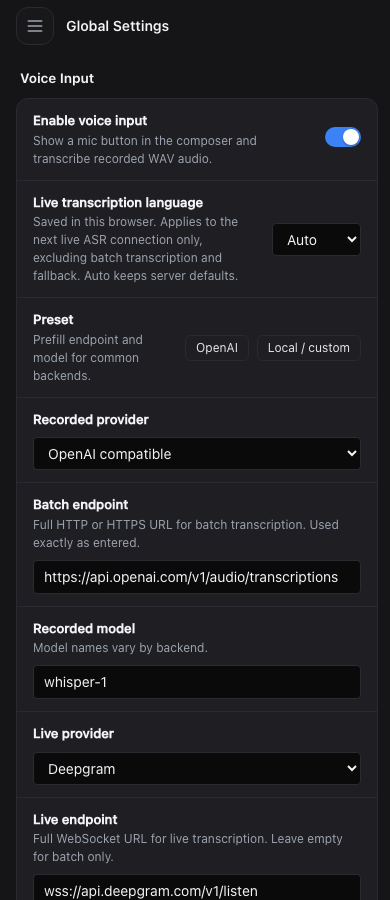 Global Settings
Voice Input
Enable voice input
Show a mic button in the composer and
transcribe recorded WAV audio.
Live transcription language
Saved in this browser. Applies to the
next live ASR connection only,
excluding batch transcription and
fallback. Auto keeps server defaults.
Auto
Preset
Prefill endpoint and
model for common
backends.
OpenAI
Local / custom
Recorded provider
OpenAI compatible
Batch endpoint
Full HTTP or HTTPS URL for batch transcription. Used
exactly as entered.
https://api.openai.com/v1/audio/transcriptions
Recorded model
Model names vary by backend.
whisper-1
Live provider
Deepgram
Live endpoint
Full WebSocket URL for live transcription. Leave empty
for batch only.
wss://api.deepgram.com/v1/listen